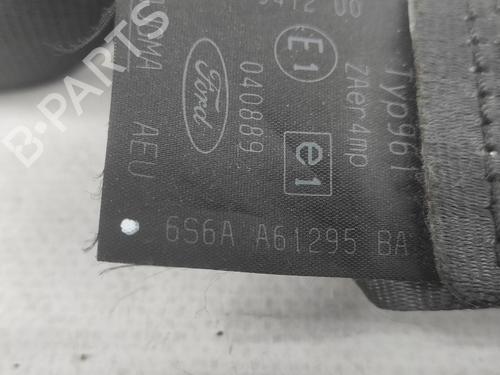 B-PARTS
Ford
AEU
E1
040889
ZAer4mp
Typ961
e1
6S6A A61295 BA